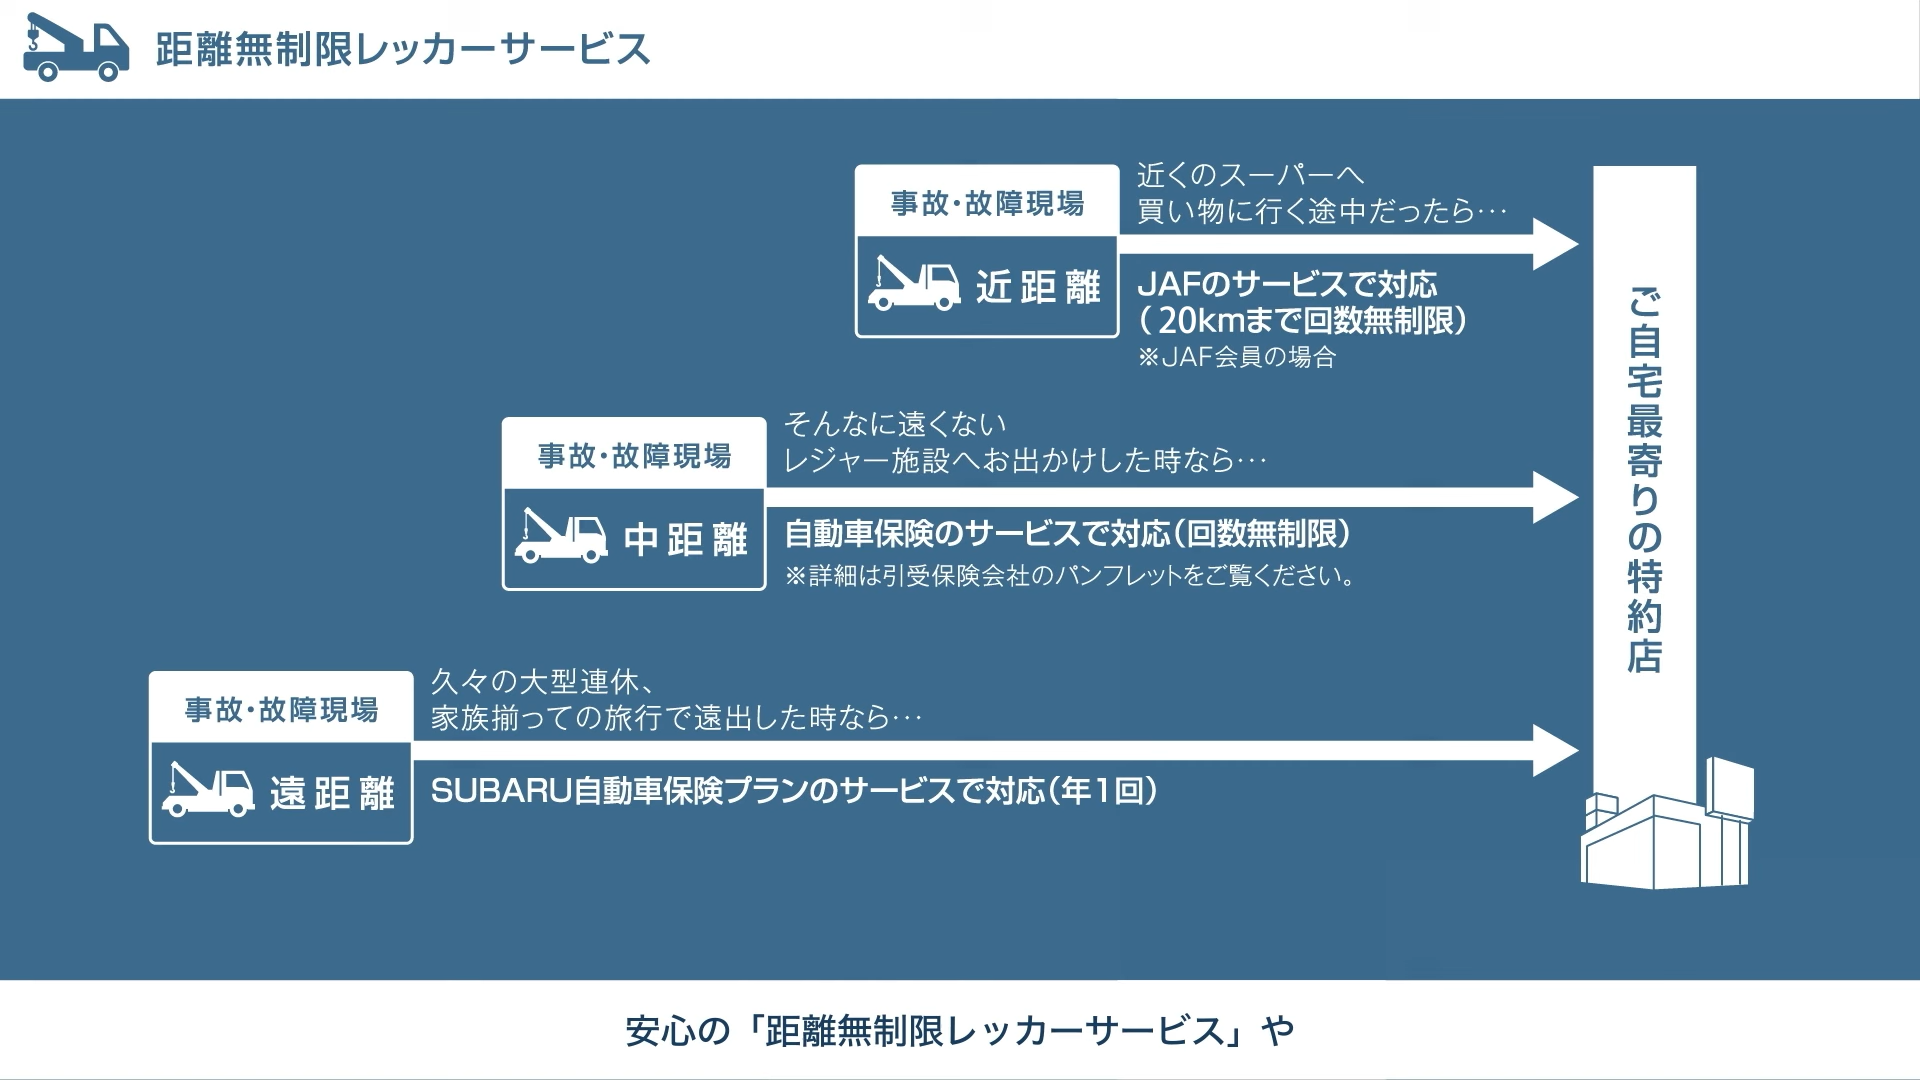 距離無制限レッカーサービス
事故・故障現場
近距離
近くのスーパーへ
買い物に行く途中だったら…
JAFのサービスで対応
（20kmまで回数無制限）
※JAF会員の場合
事故・故障現場
中距離
そんなに遠くない
レジャー施設へお出かけした時なら…
自動車保険のサービスで対応（回数無制限）
※詳細は引受保険会社のパンフレットをご覧ください。
事故・故障現場
遠距離
久々の大型連休、
家族揃っての旅行で遠出した時なら…
SUBARU自動車保険プランのサービスで対応（年1回）
ご自宅最寄りの特約店
安心の「距離無制限レッカーサービス」や